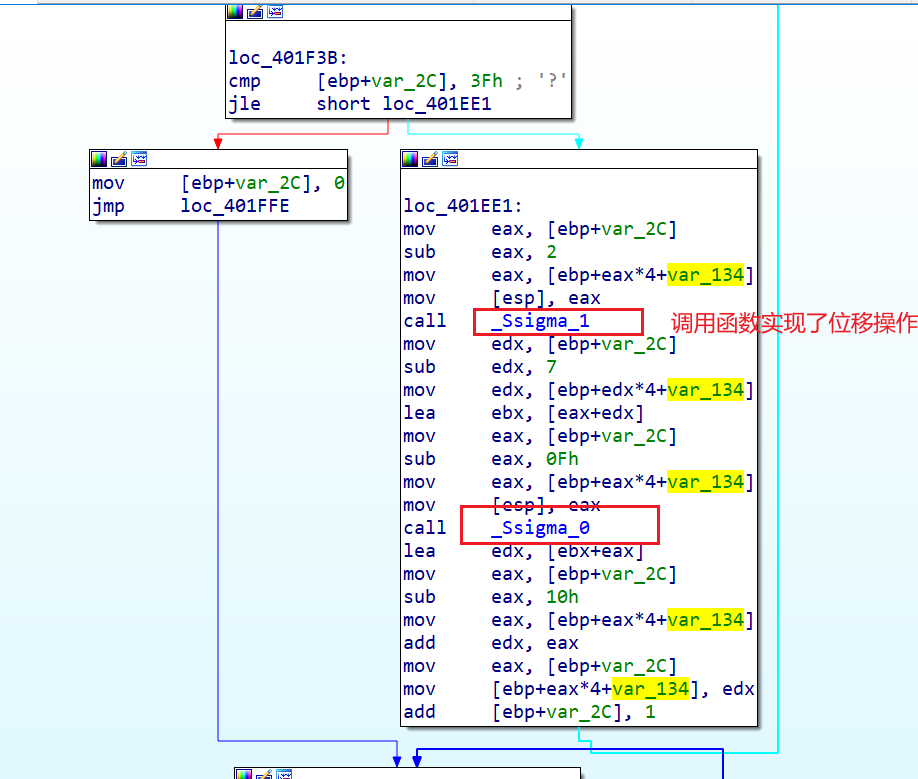 loc_401F3B:
cmp [ebp+var_2C], 3Fh ; '?'
jle short loc_401EE1
mov [ebp+var_2C], 0
jmp loc_401FFE
loc_401EE1:
mov eax, [ebp+var_2C]
sub eax, 2
mov eax, [ebp+eax*4+var_134]
mov [esp], eax
call _Ssigma_1
调用函数实现了位移操作
mov edx, [ebp+var_2C]
sub edx, 7
mov edx, [ebp+edx*4+var_134]
lea ebx, [eax+edx]
mov eax, [ebp+var_2C]
sub eax, 0Fh
mov eax, [ebp+eax*4+var_134]
mov [esp], eax
call _Ssigma_0
lea edx, [ebx+eax]
mov eax, [ebp+var_2C]
sub eax, 10h
mov eax, [ebp+eax*4+var_134]
add edx, eax
mov eax, [ebp+var_2C]
mov [ebp+eax*4+var_134], edx
add [ebp+var_2C], 1